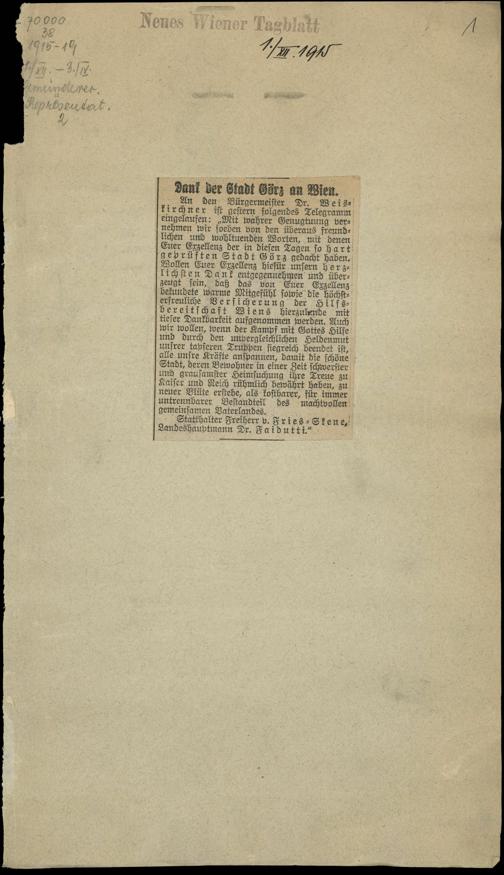 70000
38
1915-19
1/XII. - 3./IV.
Repräsentat.
2
Neues Wiener Tagblatt
1./XII. 1915
1
Dank der Stadt Görz an Wien.
An den Bürgermeister Dr. Weis-
kirchner ist gestern folgendes Telegramm
eingelaufen: „Mit wahrer Genugtuung ver-
nehmen wir soeben von den überaus freund-
lichen und wohltuenden Worten, mit denen
Euer Exzellenz der in diesen Tagen so hart
geprüften Stadt Görz gedacht haben.
Wollen Euer Exzellenz hiefür unsern herz-
lichsten Dank entgegennehmen und über-
zeugt sein, daß das von Euer Exzellenz
bekundete warme Mitgefühl sowie die höchst-
erfreuliche Versicherung der Hilfs-
bereitschaft Wiens hierzulande mit
tiefer Dankbarkeit aufgenommen werden. Auch
wir wollen, wenn der Kampf mit Gottes Hilfe
und durch den unvergleichlichen Heldenmut
unsrer tapferen Truppen siegreich beendet ist,
alle unsre Kräfte anspannen, damit die schöne
Stadt, deren Bewohner in einer Zeit schwerster
und grausamster Heimsuchung ihre Treue zu
Kaiser und Reich rühmlich bewährt haben, zu
neuer Blüte erstehe, als kostbarer, für immer
untrennbarer Bestandteil des machtvollen
gemeinsamen Vaterlandes.
Statthalter Freiherr v. Fries-Skene,
Landeshauptmann Dr. Faidutti.“